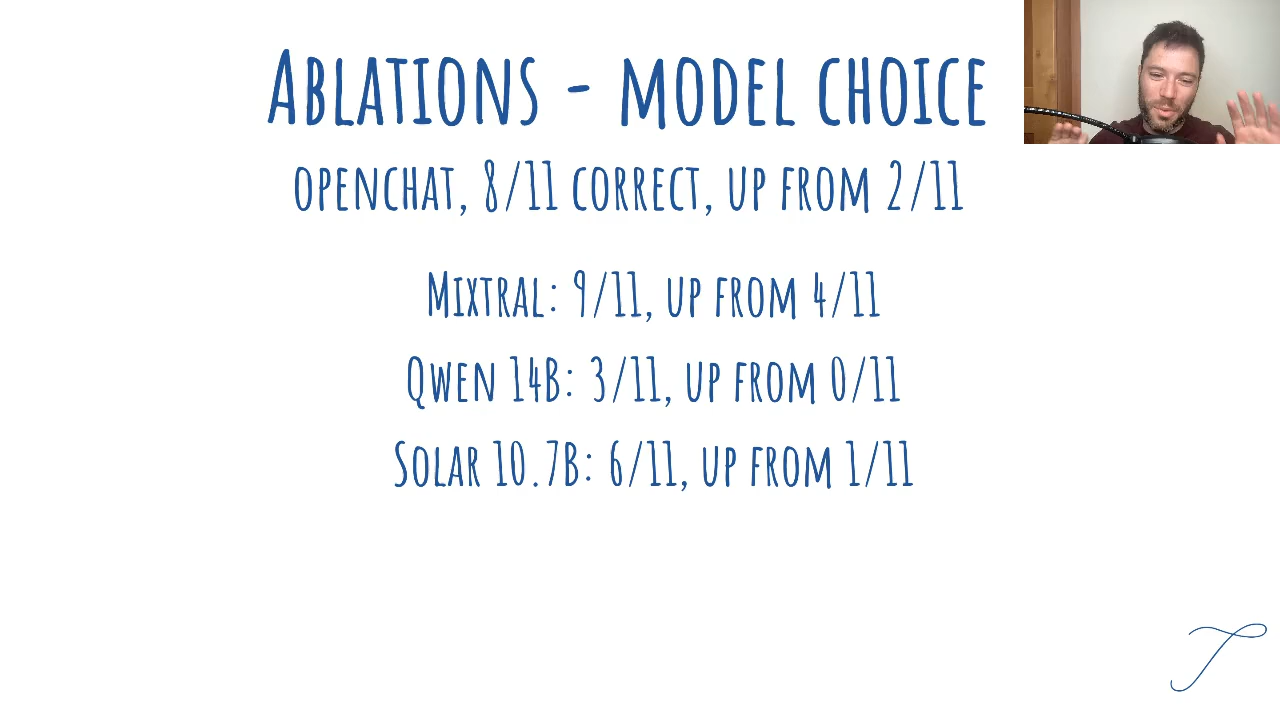 Ablations - model choice
openchat, 8/11 correct, up from 2/11
Mixtral: 9/11, up from 4/11
Qwen 14B: 3/11, up from 0/11
Solar 10.7B: 6/11, up from 1/11
T